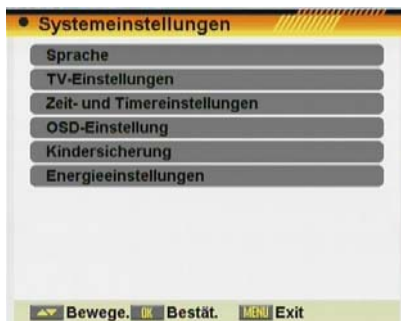 Systemeinstellungen
Sprache
TV-Einstellungen
Zeit- und Timereinstellungen
OSD-Einstellung
Kindersicherung
Energieeinstellungen
Bewege. OK Bestät. MENU Exit